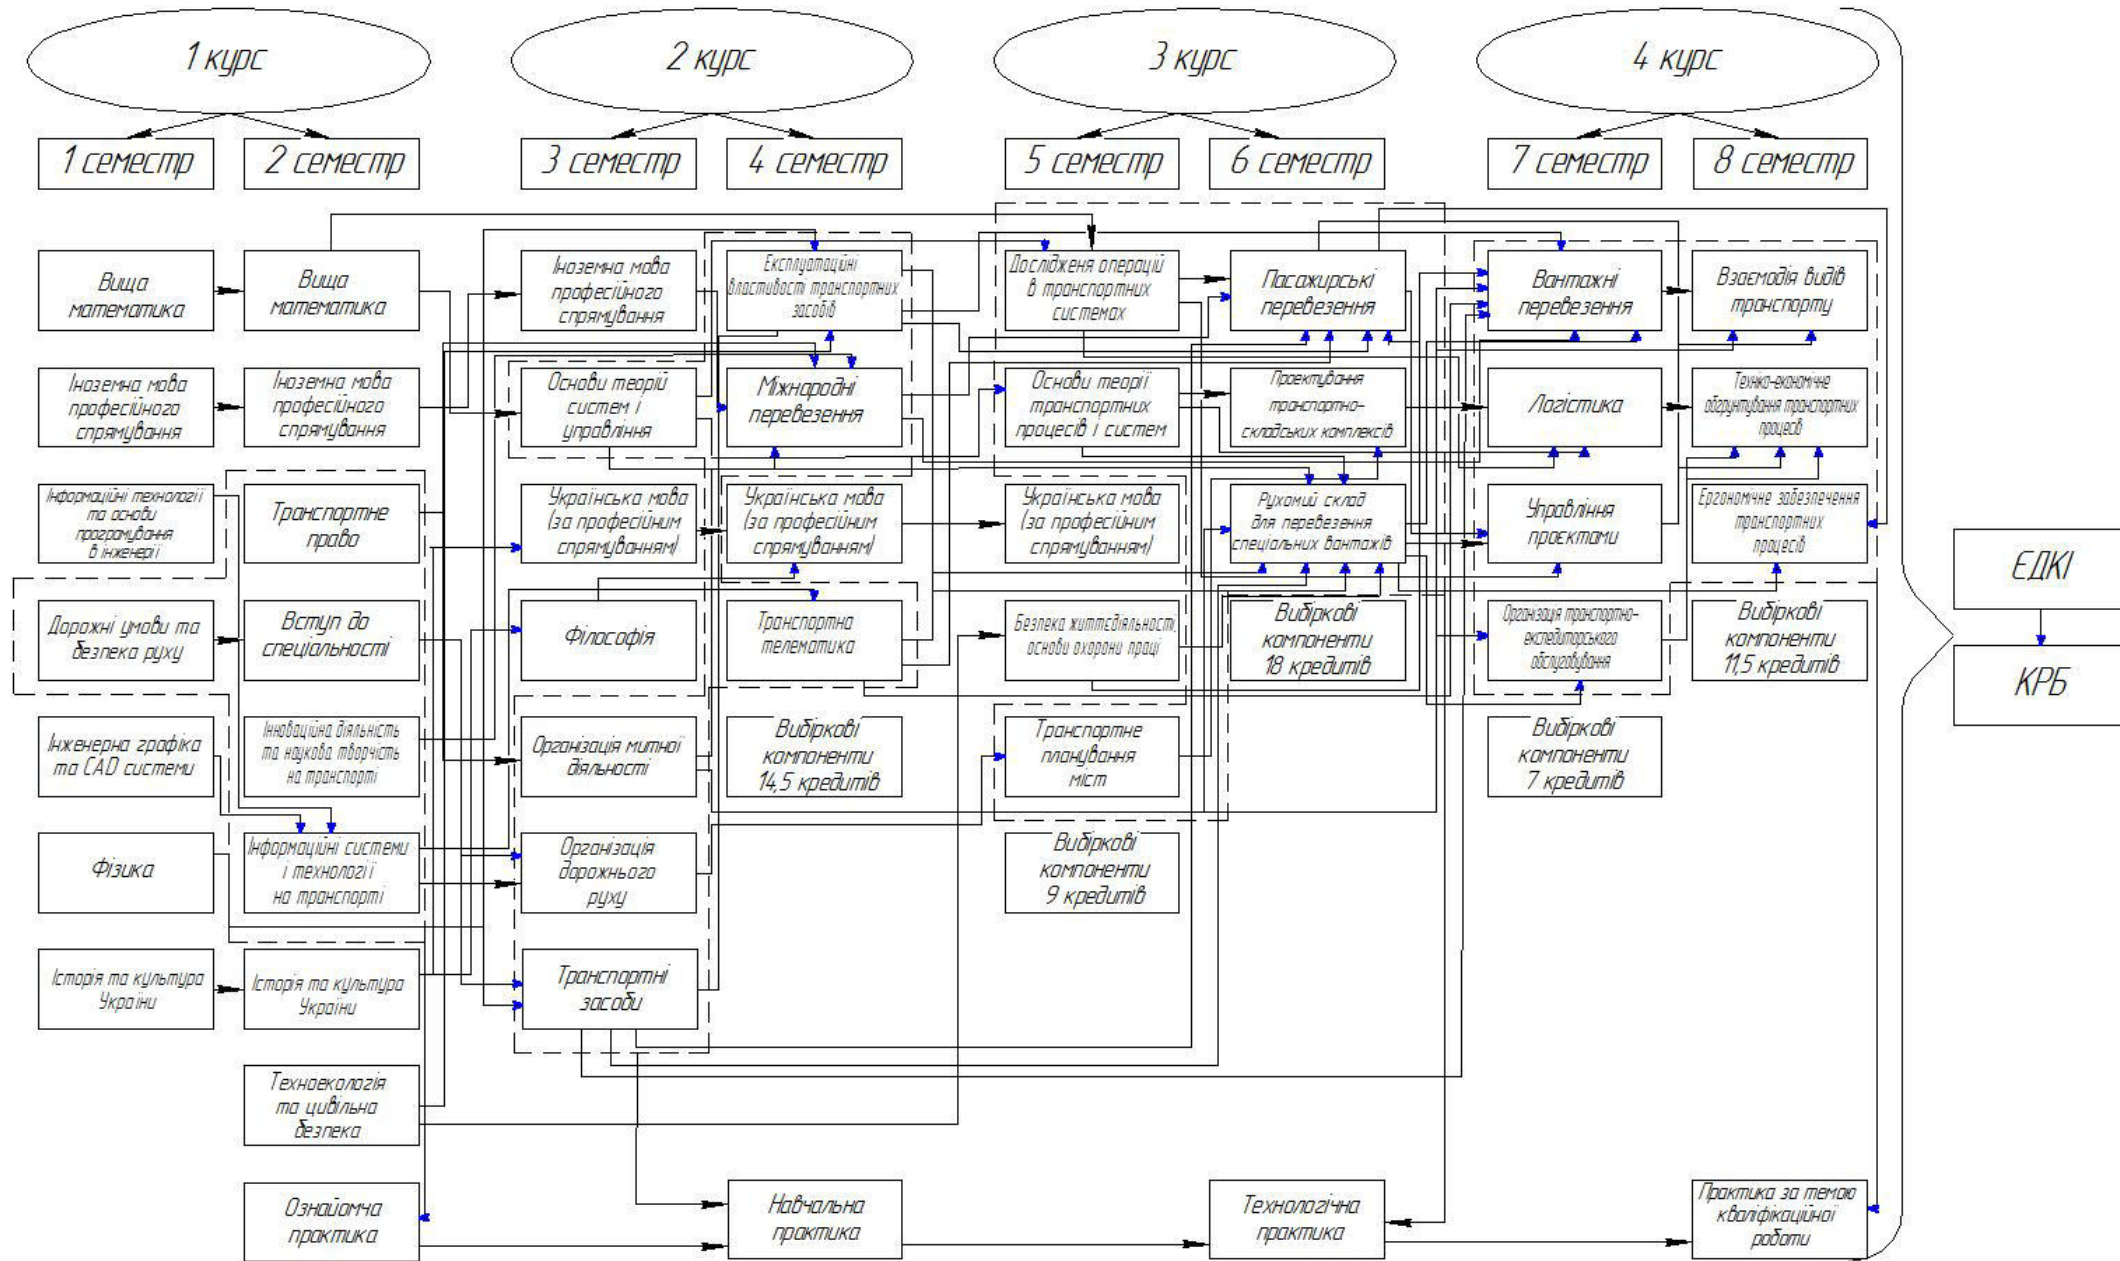 1 курс
2 курс
3 курс
4 курс
1 семестр
2 семестр
3 семестр
4 семестр
5 семестр
6 семестр
7 семестр
8 семестр
Вища
математика
Вища
математика
Іноземна мова
професійного
спрямування
Експлуатаційні
властивості транспортних
засобів
Дослідженя операцій
в транспортних
системах
Пасажирські
перевезення
Вантажні
перевезення
Взаємодія видів
транспорту
Іноземна мова
професійного
спрямування
Іноземна мова
професійного
спрямування
Основи теорій
систем і
управління
Міжнародні
перевезення
Основи теорії
транспортних
процесів і систем
Проектування
транспортно-
складських комплексів
Логістика
Техніко-економічне
обгрунтування транспортних
процесів
Інформаційні технології
та основи
програмування
в інженерії
Транспортне
право
Українська мова
(за професійним
спрямуванням)
Українська мова
(за професійним
спрямуванням)
Українська мова
(за професійним
спрямуванням)
Рухомий склад
для перевезення
спеціальних вантажів
Управління
проєктами
Ергономічне забезпечення
транспортних
процесів
Дорожні умови та
безпека руху
Вступ до
спеціальності
Філософія
Транспортна
телематика
Безпека життєдіяльності,
основи охорони праці
Вибіркові
компоненти
18 кредитів
Організація транспортно-
експедиторського
обслуговування
Вибіркові
компоненти
11,5 кредитів
Інженерна графіка
та CAD системи
Інноваційна діяльність
та наукова творчість
на транспорті
Організація митної
діяльності
Вибіркові
компоненти
14,5 кредитів
Транспортне
планування
міст
Вибіркові
компоненти
7 кредитів
Фізика
Інформаційні системи
і технології
на транспорті
Організація
дорожнього
руху
Вибіркові
компоненти
9 кредитів
Історія та культура
України
Історія та культура
України
Транспортні
засоби
Техноекологія
та цивільна
безпека
Ознайомча
практика
Навчальна
практика
Технологічна
практика
Практика за темою
кваліфікаційної
роботи
ЄДКІ
КРБ